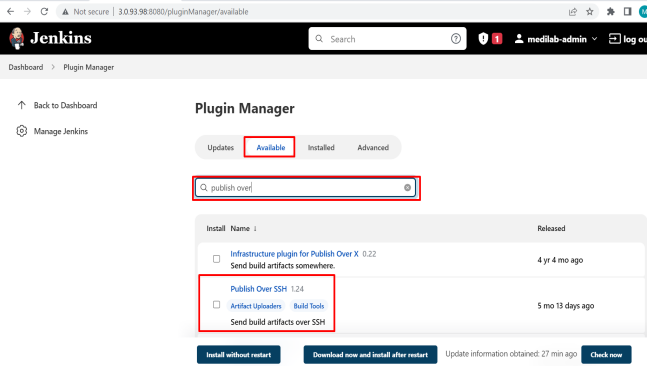 Not secure | 3.0.93.98:8080/pluginManager/available
Jenkins
Search
1
medilab-admin
log ou
Dashboard > Plugin Manager
Back to Dashboard
Manage Jenkins
Plugin Manager
Updates Available Installed Advanced
publish over
Install Name ↓ Released
Infrastructure plugin for Publish Over X 0.22
Send build artifacts somewhere.
4 yr 4 mo ago
Publish Over SSH 1.24
Artifact Uploaders Build Tools
Send build artifacts over SSH
5 mo 13 days ago
Install without restart Download now and install after restart Update information obtained: 27 min ago Check now